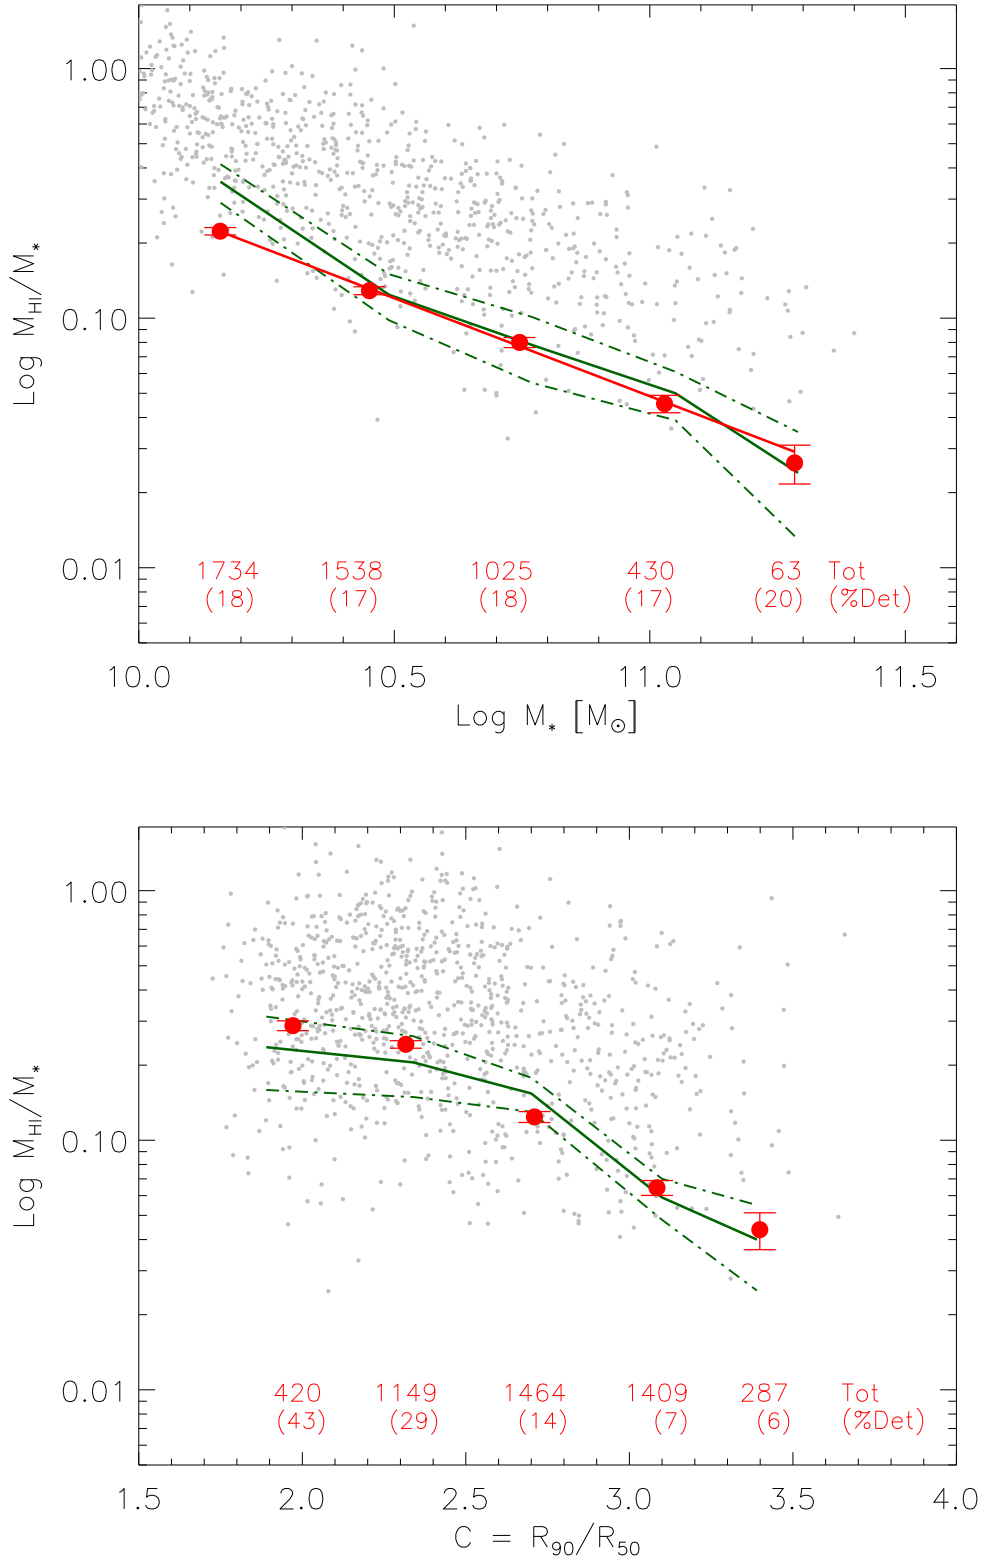 1.00
0.10
0.01
Log M_HI/M_*
1734 1538 1025 430 63 Tot
(18) (17) (18) (17) (20) (%Det)
10.0 10.5 11.0 11.5
Log M_* [M_⊙]
1.00
0.10
0.01
Log M_HI/M_*
420 1149 1464 1409 287 Tot
(43) (29) (14) (7) (6) (%Det)
1.5 2.0 2.5 3.0 3.5 4.0
C = R_90/R_50